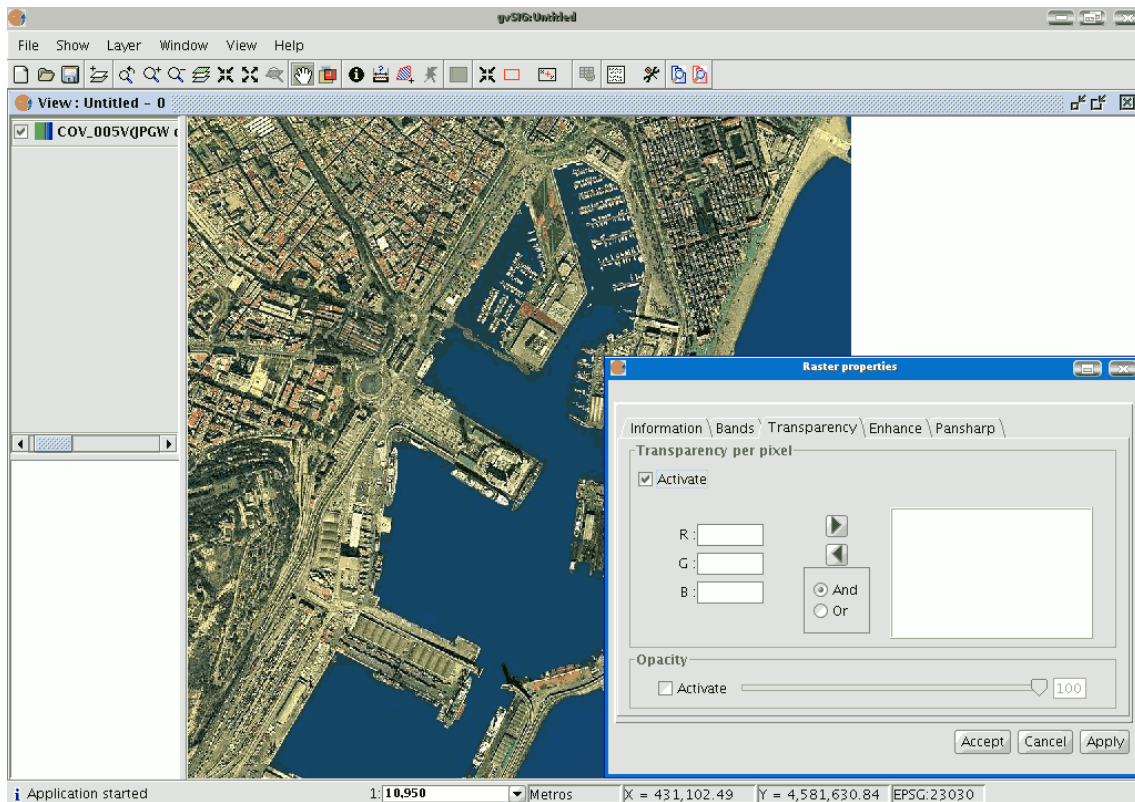 gvSIG:Untitled
File Show Layer Window View Help
View : Untitled - 0
COV_005V(JPGW
Raster properties
Information Bands Transparency Enhance Pansharp
Transparency per pixel
Activate
R :
G :
B :
And
Or
Opacity
Activate 100
Accept Cancel Apply
i Application started 1: 10,950 Metros X = 431,102.49 Y = 4,581,630.84 EPSG:23030